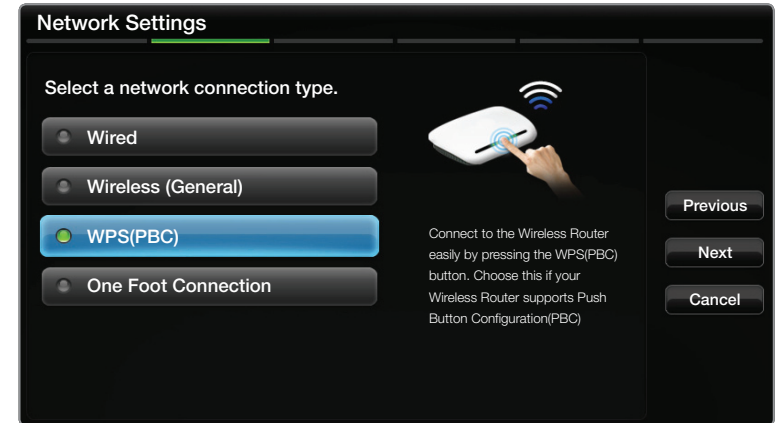 Network Settings
Select a network connection type.
Wired
Wireless (General)
WPS(PBC)
One Foot Connection
Connect to the Wireless Router
easily by pressing the WPS(PBC)
button. Choose this if your
Wireless Router supports Push
Button Configuration(PBC)
Previous
Next
Cancel